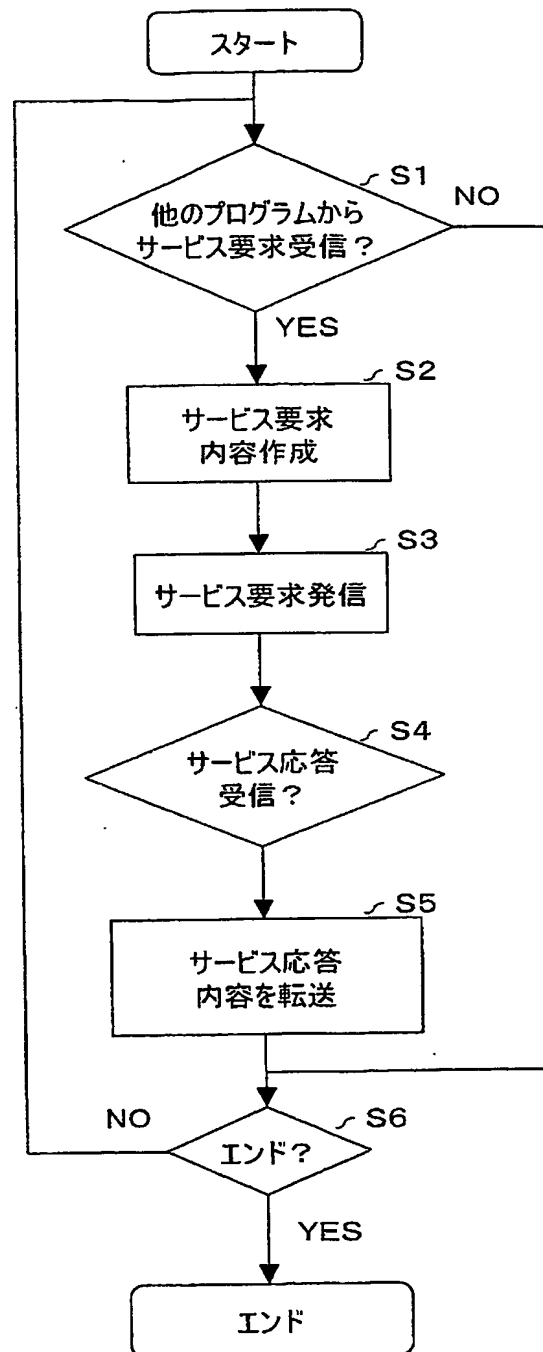 スタート
S1
NO
他のプログラムから
サービス要求受信？
YES
S2
サービス要求
内容作成
S3
サービス要求発信
S4
サービス応答
受信？
S5
サービス応答
内容を転送
NO
S6
エンド？
YES
エンド